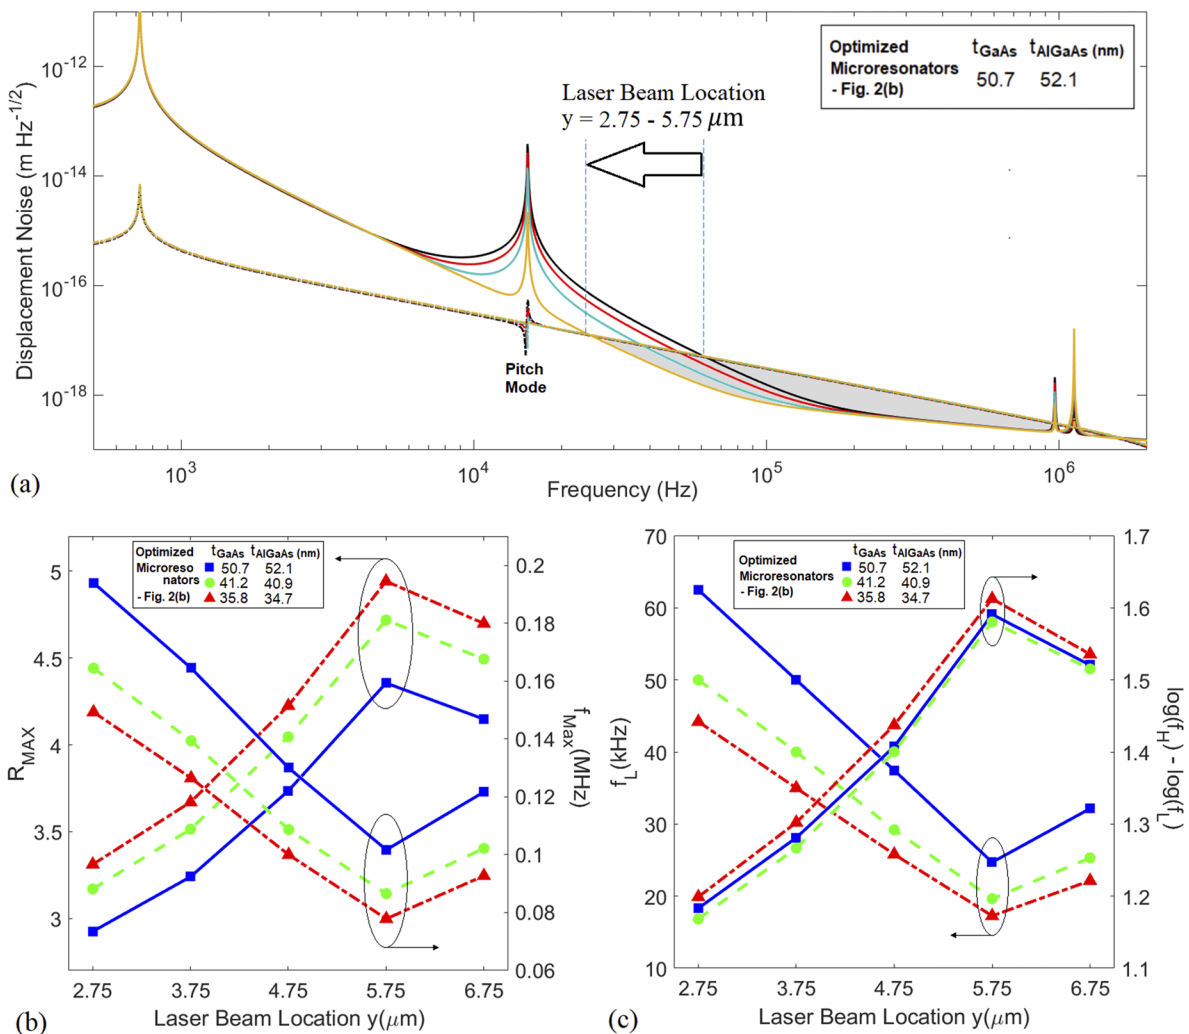 Displacement Noise (m Hz-1/2)
10-12
10-14
10-16
10-18
Optimized tGaAs tAlGaAs (nm)
Microresonators 50.7 52.1
- Fig. 2(b)
Laser Beam Location
y = 2.75 - 5.75 μm
Pitch
Mode
103 104 105 106
Frequency (Hz)
(a)
RMAX
5
4.5
4
3.5
3
Optimized tGaAs tAlGaAs (nm)
Microreso 50.7 52.1
nators 41.2 40.9
- Fig. 2(b) 35.8 34.7
0.2
0.18
0.16
0.14
0.12
0.10
0.08
0.06
fMax (MHz)
2.75 3.75 4.75 5.75 6.75
Laser Beam Location y(μm)
(b)
fL(kHz)
70
60
50
40
30
20
10
Optimized tGaAs tAlGaAs (nm)
Microresonators 50.7 52.1
- Fig. 2(b) 41.2 40.9
35.8 34.7
1.7
1.6
1.5
1.4
1.3
1.2
1.1
log(fH) - log(fL)
2.75 3.75 4.75 5.75 6.75
Laser Beam Location y(μm)
(c)